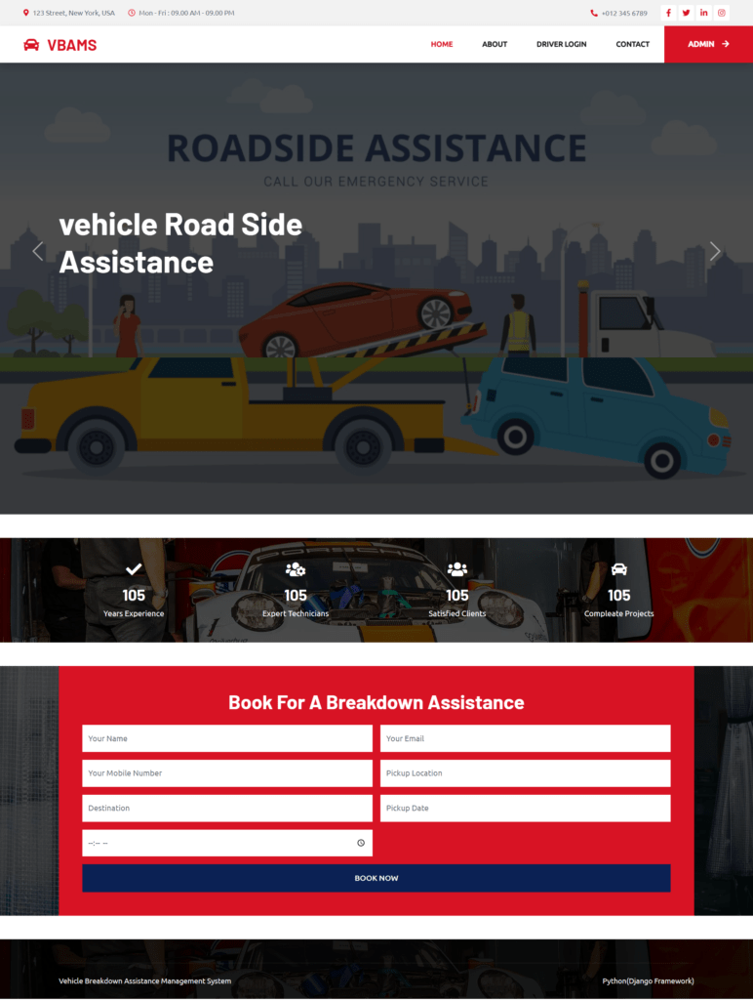 123 Street, New York, USA Mon - Fri : 09.00 AM - 09.00 PM +012 345 6789
VBAMS HOME ABOUT DRIVER LOGIN CONTACT ADMIN
ROADSIDE ASSISTANCE
CALL OUR EMERGENCY SERVICE
vehicle Road Side
Assistance
PORSCHE
105 105 105 105
Years Experience Expert Technicians Satisfied Clients Compleate Projects
Book For A Breakdown Assistance
Your Name Your Email
Your Mobile Number Pickup Location
Destination Pickup Date
--:-- --
BOOK NOW
Vehicle Breakdown Assistance Management System Python(Django Framework)